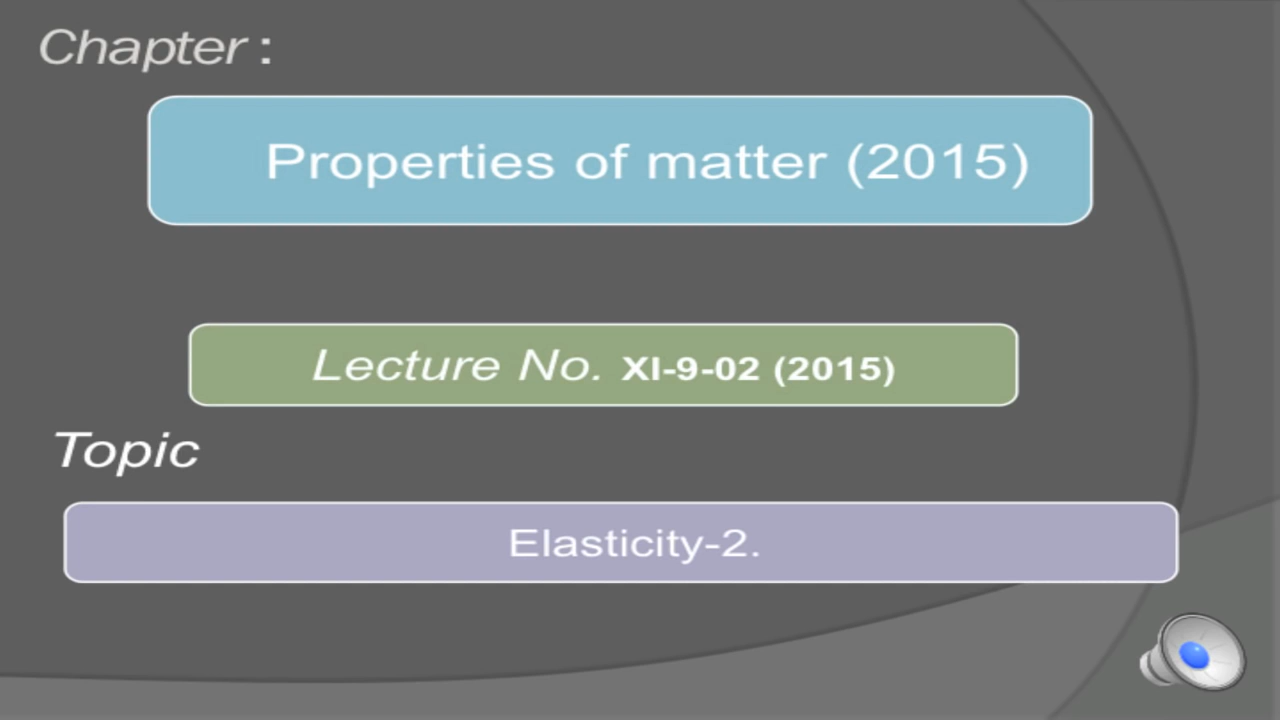 Chapter :
Properties of matter (2015)
Lecture No. XI-9-02 (2015)
Topic
Elasticity-2.